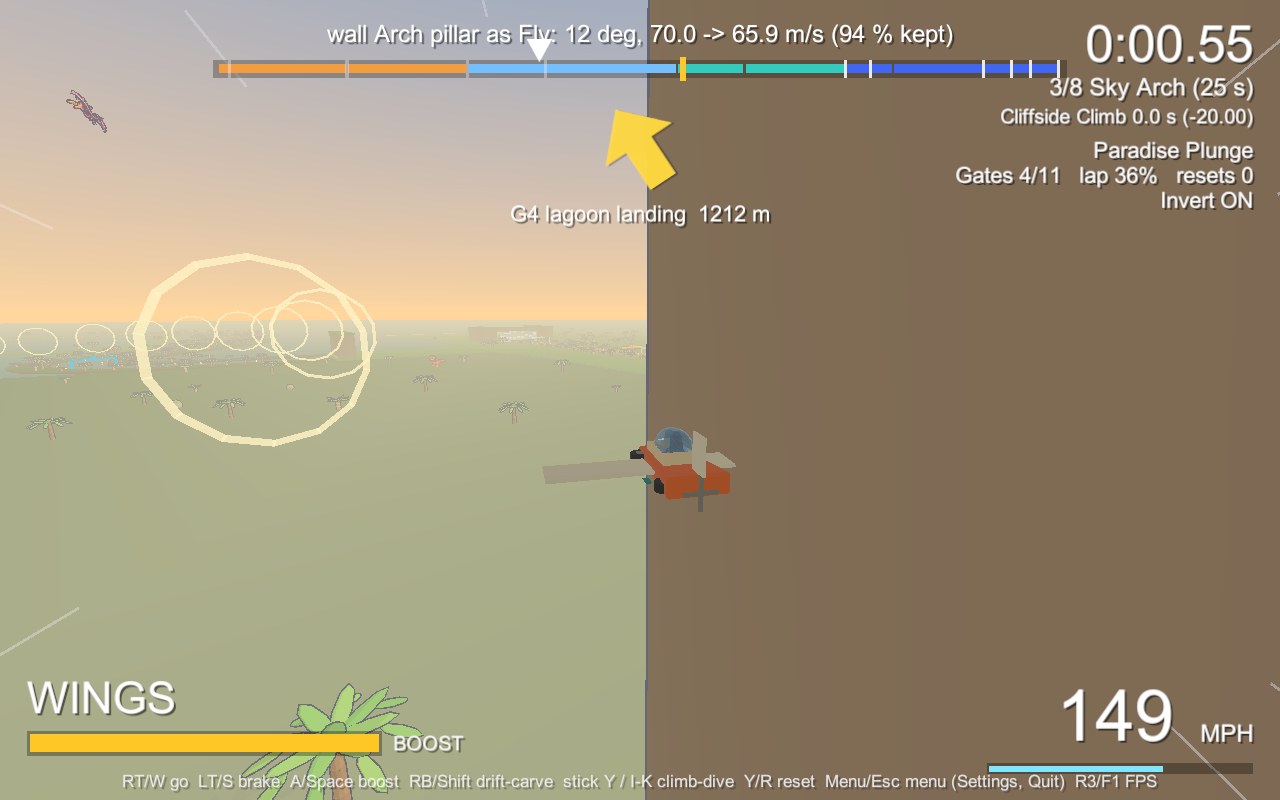 wall Arch pillar as Fly: 12 deg, 70.0 -> 65.9 m/s (94 % kept)
0:00.55
3/8 Sky Arch (25 s)
Cliffside Climb 0.0 s (-20.00)
Paradise Plunge
Gates 4/11 lap 36% resets 0
Invert ON
G4 lagoon landing 1212 m
WINGS
BOOST
149 MPH
RT/W go LT/S brake A/Space boost RB/Shift drift-carve stick Y / I-K climb-dive Y/R reset Menu/Esc menu (Settings, Quit) R3/F1 FPS